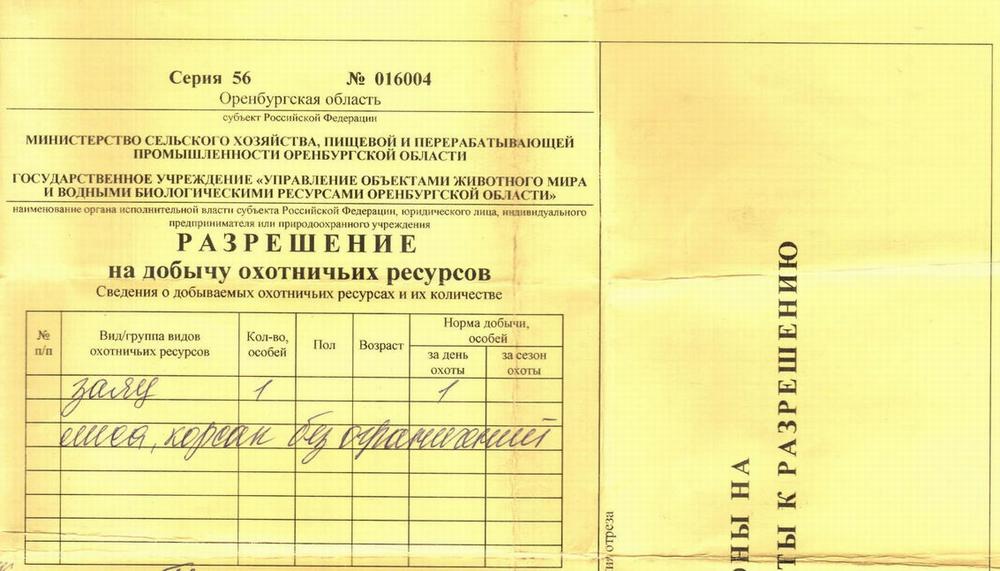 Серия 56 № 016004
Оренбургская область
субъект Российской Федерации
МИНИСТЕРСТВО СЕЛЬСКОГО ХОЗЯЙСТВА, ПИЩЕВОЙ И ПЕРЕРАБАТЫВАЮЩЕЙ
ПРОМЫШЛЕННОСТИ ОРЕНБУРГСКОЙ ОБЛАСТИ
ГОСУДАРСТВЕННОЕ УЧРЕЖДЕНИЕ «УПРАВЛЕНИЕ ОБЪЕКТАМИ ЖИВОТНОГО МИРА
И ВОДНЫМИ БИОЛОГИЧЕСКИМИ РЕСУРСАМИ ОРЕНБУРГСКОЙ ОБЛАСТИ»
наименование органа исполнительной власти субъекта Российской Федерации, юридического лица, индивидуального
предпринимателя или природоохранного учреждения
РАЗРЕШЕНИЕ
на добычу охотничьих ресурсов
Сведения о добываемых охотничьих ресурсах и их количестве
№ п/п
Вид/группа видов
охотничьих ресурсов
Кол-во,
особей
Пол
Возраст
Норма добычи,
особей
за день
охоты
за сезон
охоты
заяц 1 1
лиса, корсак без ограничений
отреза
ОНЫ НА
ТЫ К РАЗРЕШЕНИЮ